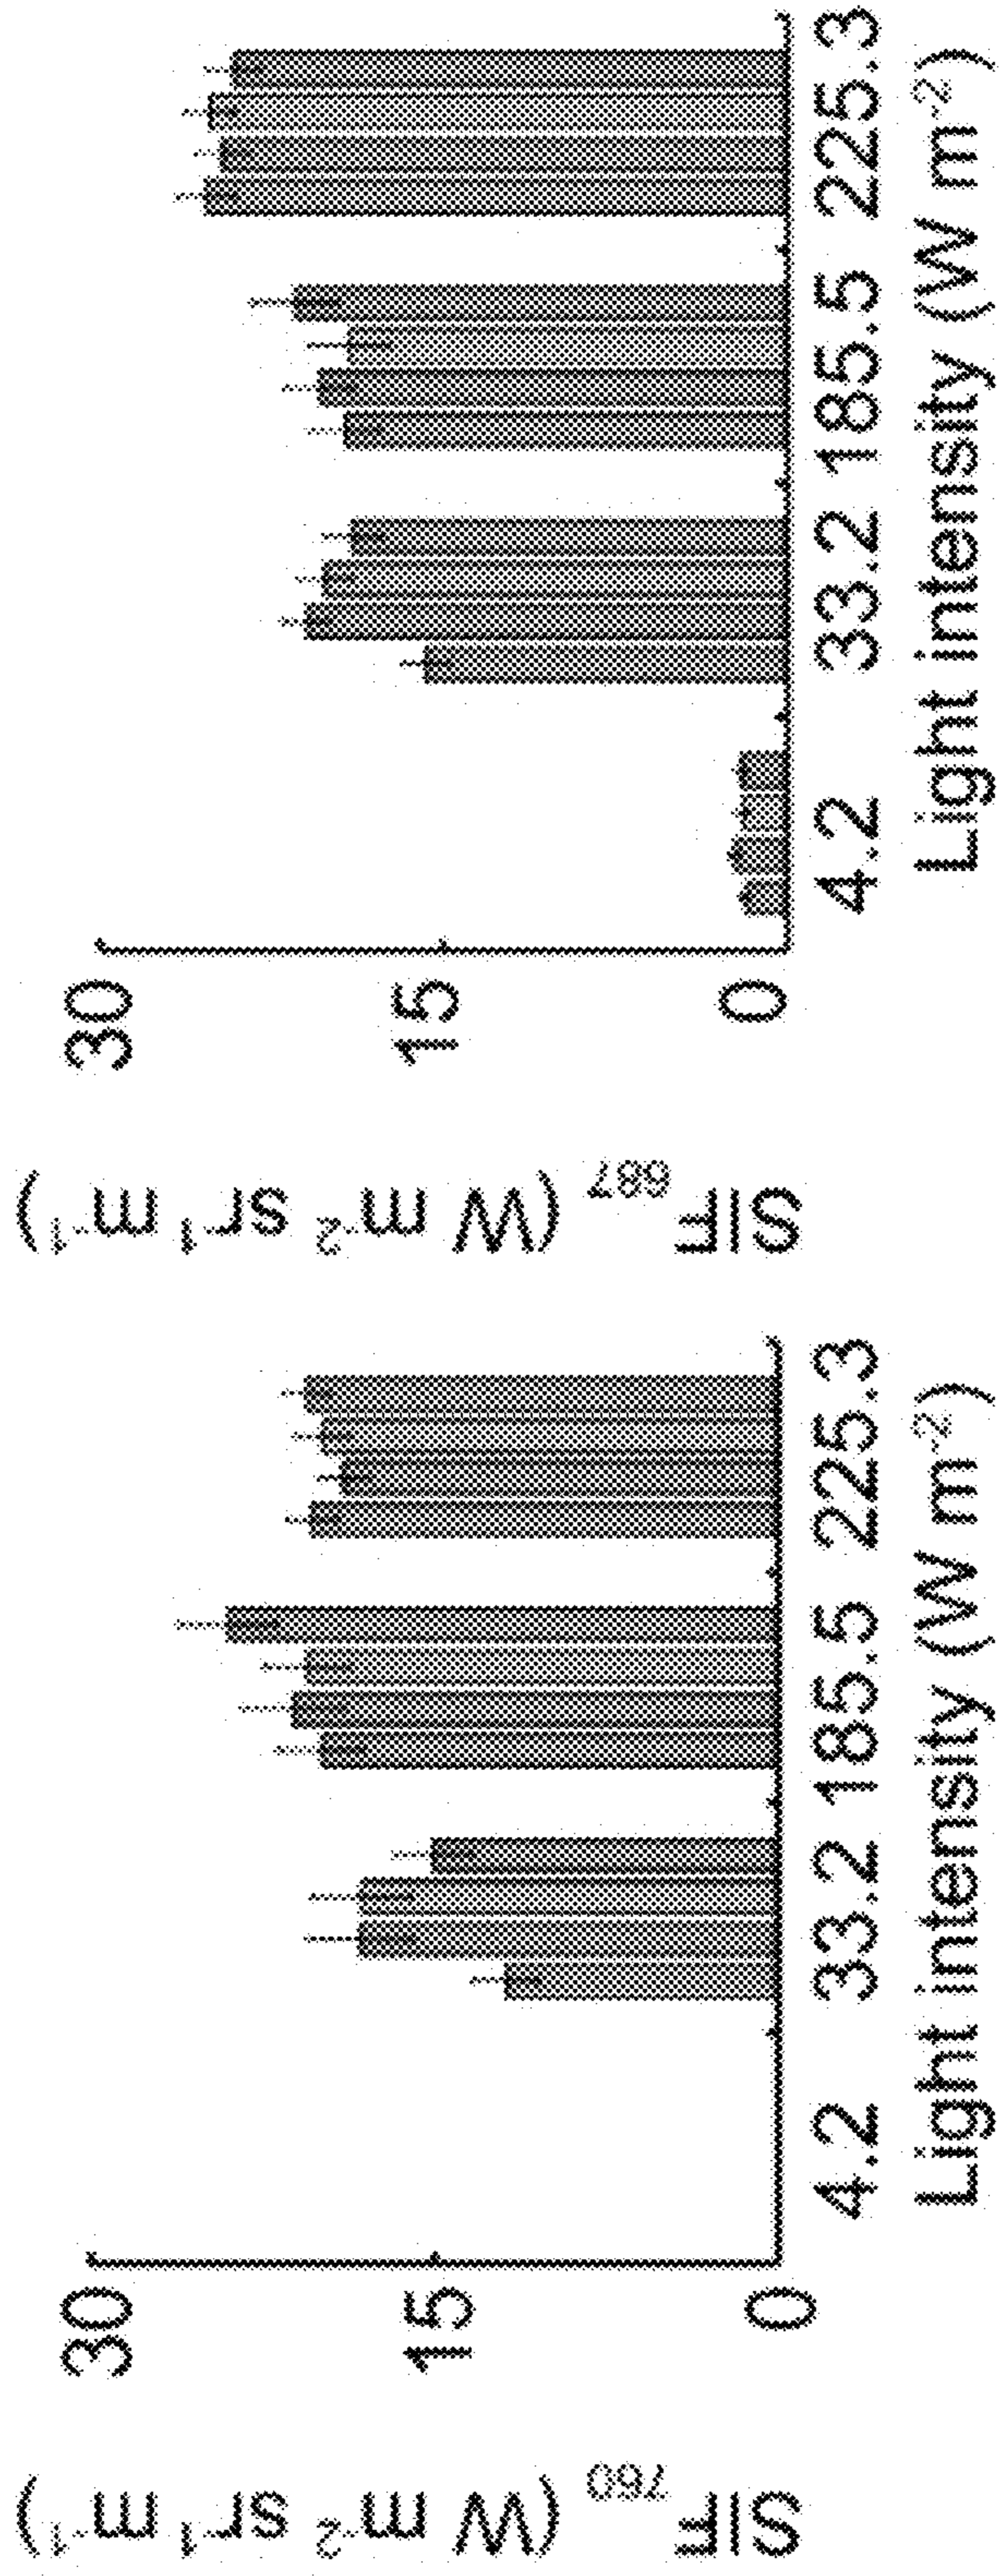 SIF₇₆₀ (W m⁻² sr⁻¹ m⁻¹)
30
15
0
4.2 33.2 185.5 225.3
Light intensity (W m⁻²)
SIF₆₈₇ (W m⁻² sr⁻¹ m⁻¹)
30
15
0
4.2 33.2 185.5 225.3
Light intensity (W m⁻²)